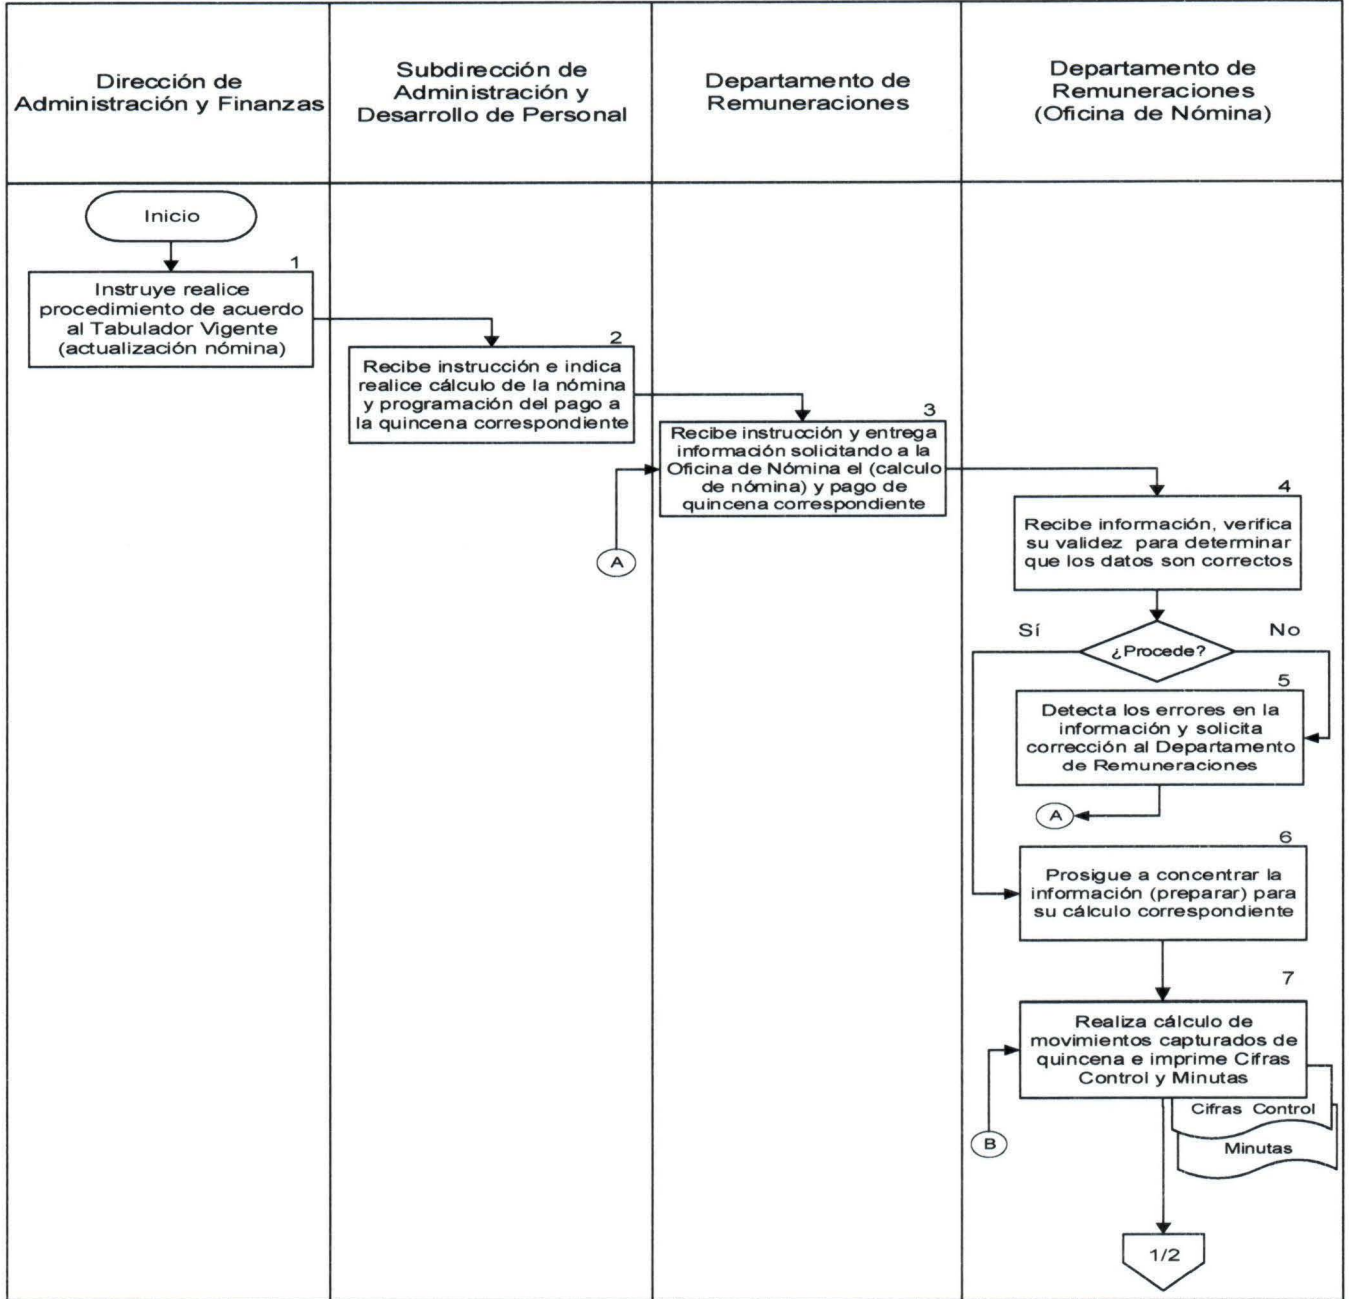 Dirección de
Administración y Finanzas
Subdirección de
Administración y
Desarrollo de Personal
Departamento de
Remuneraciones
Departamento de
Remuneraciones
(Oficina de Nómina)
Inicio
1
Instruye realice
procedimiento de acuerdo
al Tabulador Vigente
(actualización nómina)
2
Recibe instrucción e indica
realice cálculo de la nómina
y programación del pago a
la quincena correspondiente
3
Recibe instrucción y entrega
información solicitando a la
Oficina de Nómina el (calculo
de nómina) y pago de
quincena correspondiente
A
4
Recibe información, verifica
su validez para determinar
que los datos son correctos
¿Procede?
Sí
No
5
Detecta los errores en la
información y solicita
corrección al Departamento
de Remuneraciones
A
6
Prosigue a concentrar la
información (preparar) para
su cálculo correspondiente
7
Realiza cálculo de
movimientos capturados de
quincena e imprime Cifras
Control y Minutas
Cifras Control
Minutas
B
1/2